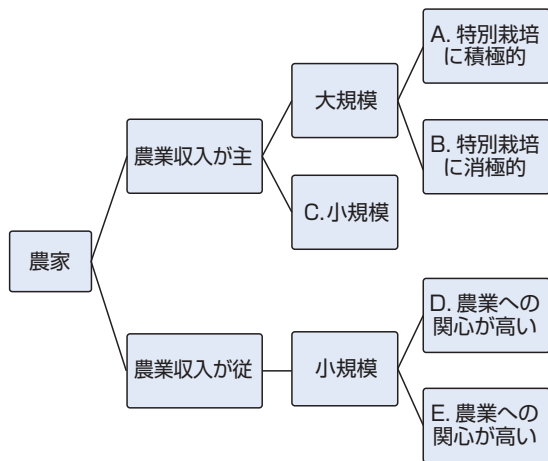 A. 特別栽培
に積極的
大規模
B. 特別栽培
に消極的
農業収入が主
C. 小規模
農家
D. 農業への
関心が高い
農業収入が従
小規模
E. 農業への
関心が高い